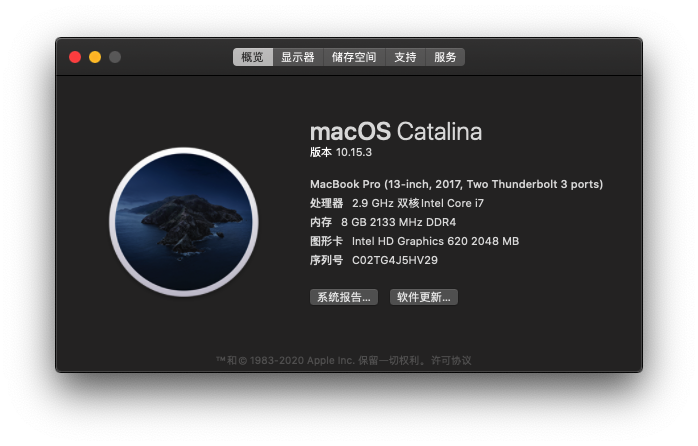 概览 显示器 储存空间 支持 服务
macOS Catalina
版本 10.15.3
MacBook Pro (13-inch, 2017, Two Thunderbolt 3 ports)
处理器 2.9 GHz 双核Intel Core i7
内存 8 GB 2133 MHz DDR4
图形卡 Intel HD Graphics 620 2048 MB
序列号 C02TG4J5HV29
系统报告... 软件更新...
™和© 1983-2020 Apple Inc. 保留一切权利。许可协议